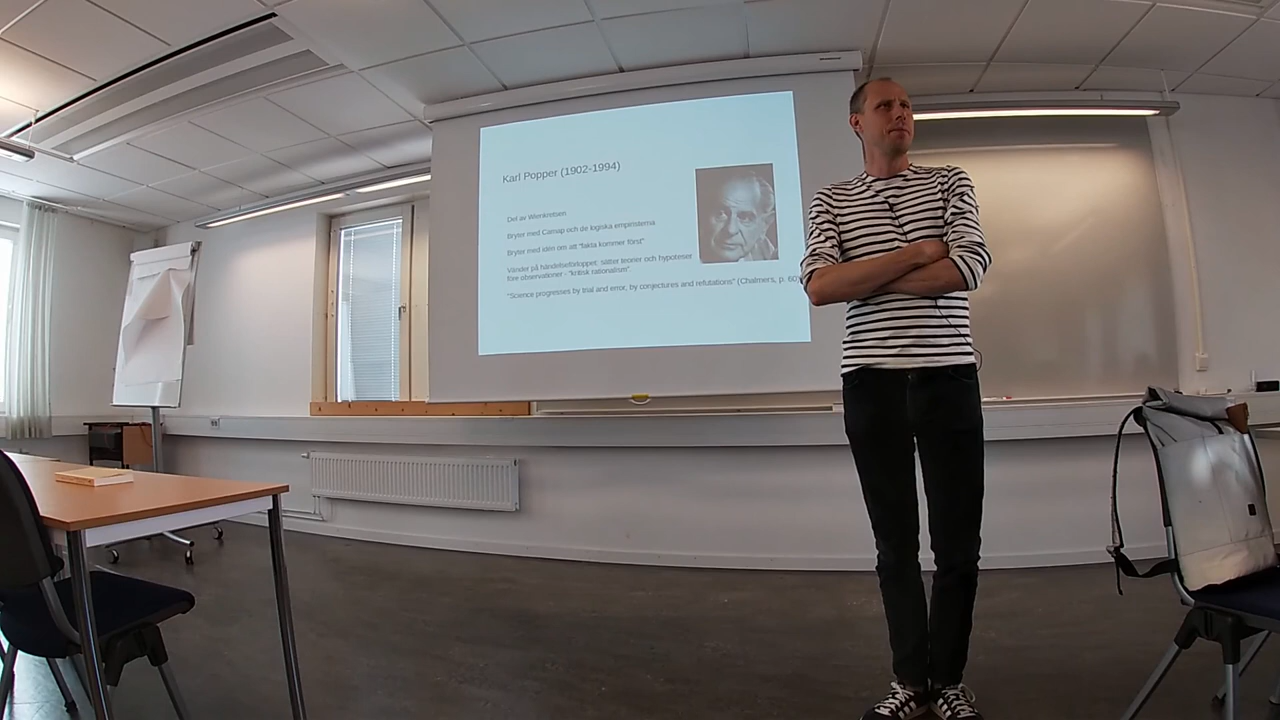 Karl Popper (1902-1994)
Del av Wienkretsen
Bryter med Carnap och de logiska empiristerna
Bryter med idén om att "fakta kommer först"
Vänder på händelseförloppet: sätter teorier och hypoteser
före observationer - "kritisk rationalism".
"Science progresses by trial and error, by conjectures and refutations" (Chalmers, p. 60)